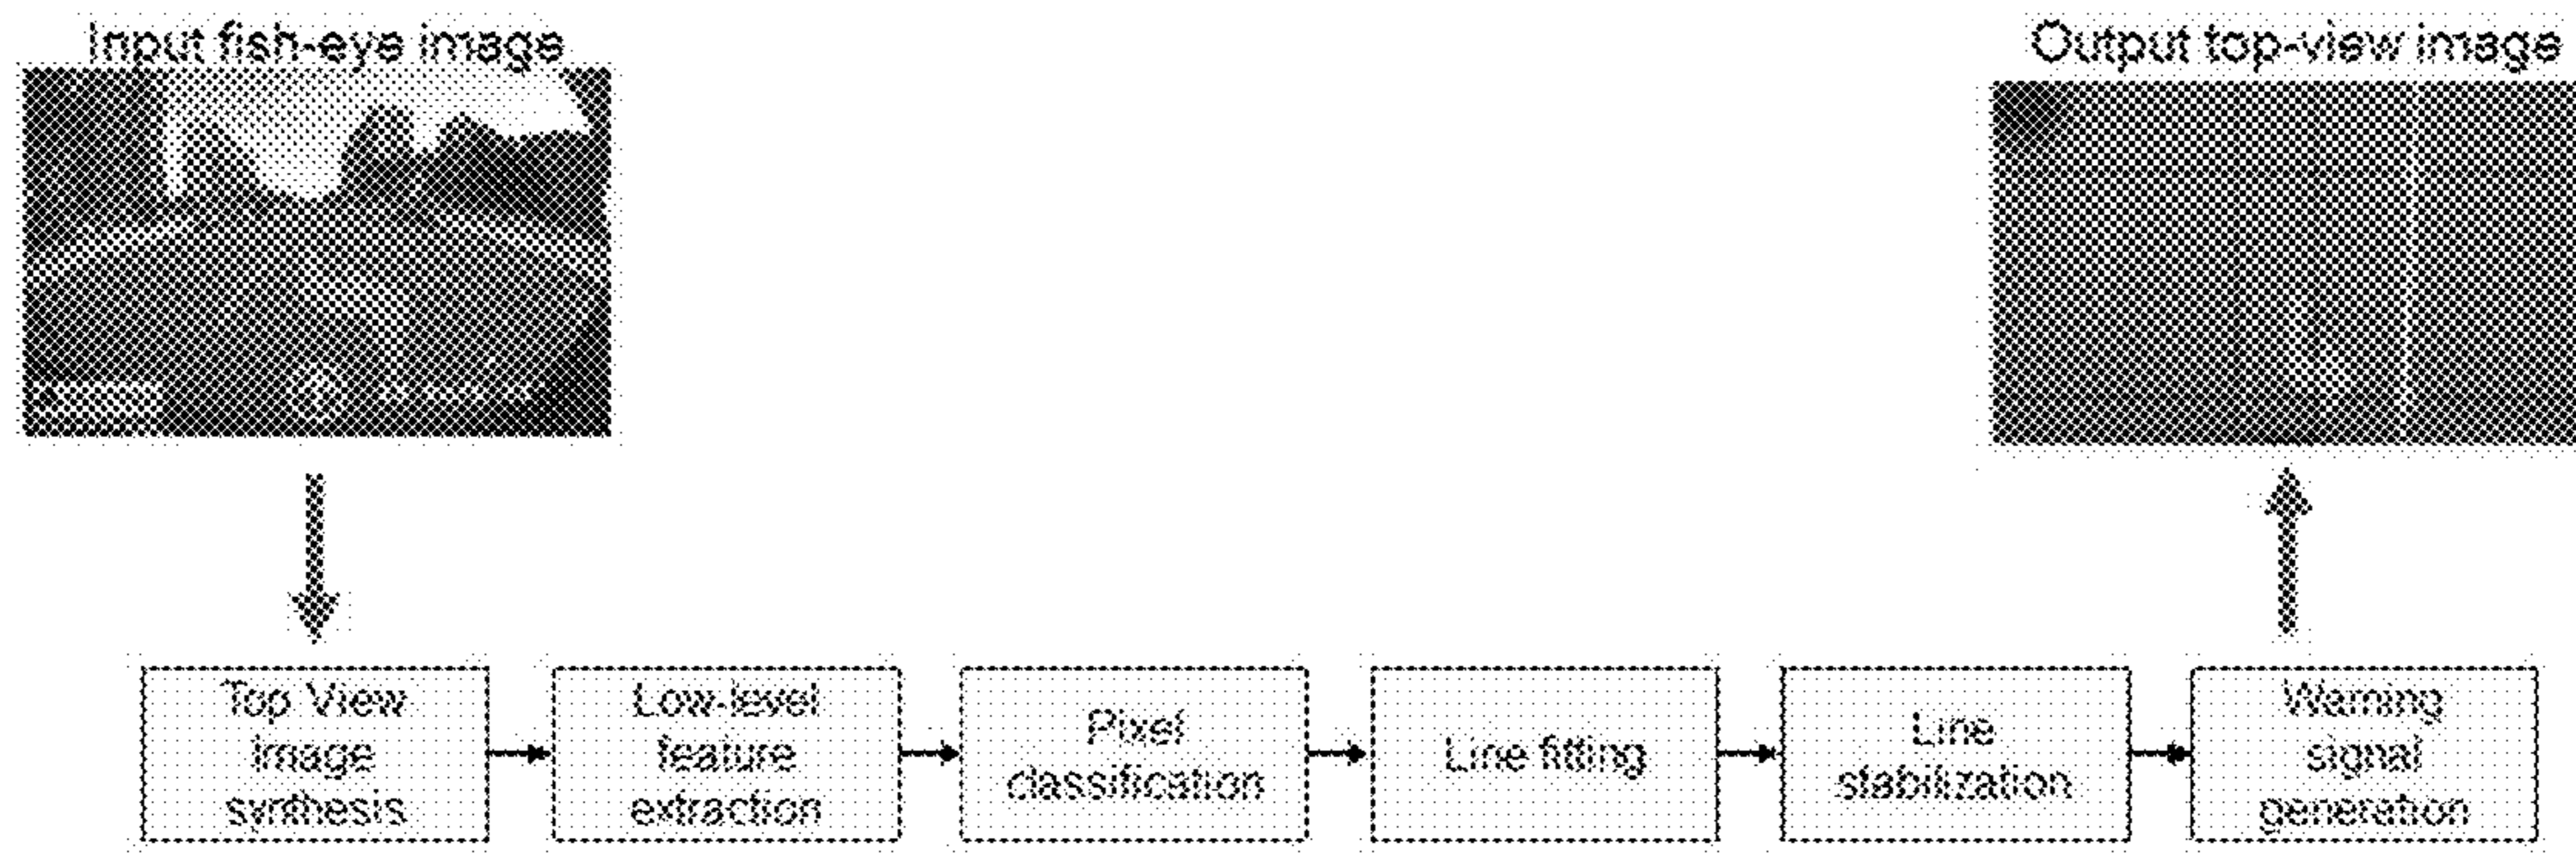 Input fish-eye image
Output top-view image
Top View
image
synthesis
Low-level
feature
extraction
Pixel
classification
Line fitting
Line
stabilization
Warning
signal
generation